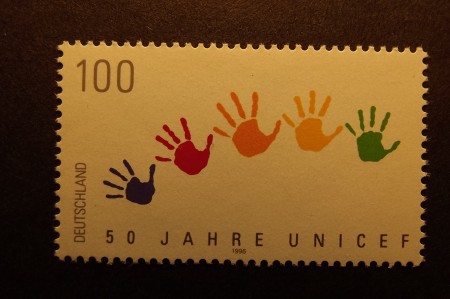 100
DEUTSCHLAND
50 JAHRE UNICEF
1996